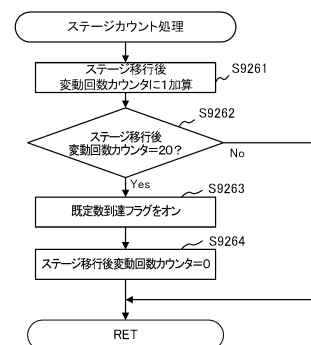 ステージカウント処理
ステージ移行後
変動回数カウンタに1加算
S9261
S9262
ステージ移行後
変動回数カウンタ=20?
No
Yes
S9263
既定数到達フラグをオン
S9264
ステージ移行後変動回数カウンタ=0
RET